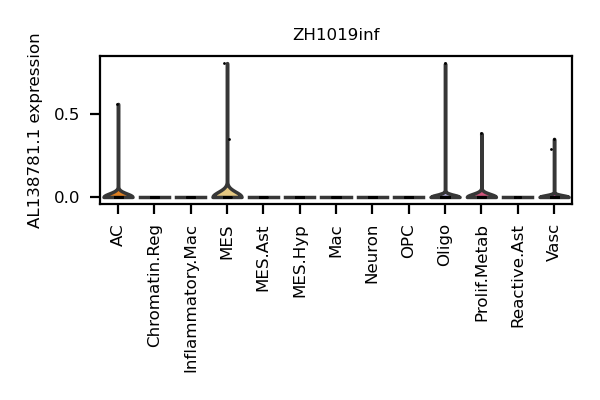 ZH1019inf
AL138781.1 expression
0.5
0.0
AC
Chromatin.Reg
Inflammatory.Mac
MES
MES.Ast
MES.Hyp
Mac
Neuron
OPC
Oligo
Prolif.Metab
Reactive.Ast
Vasc